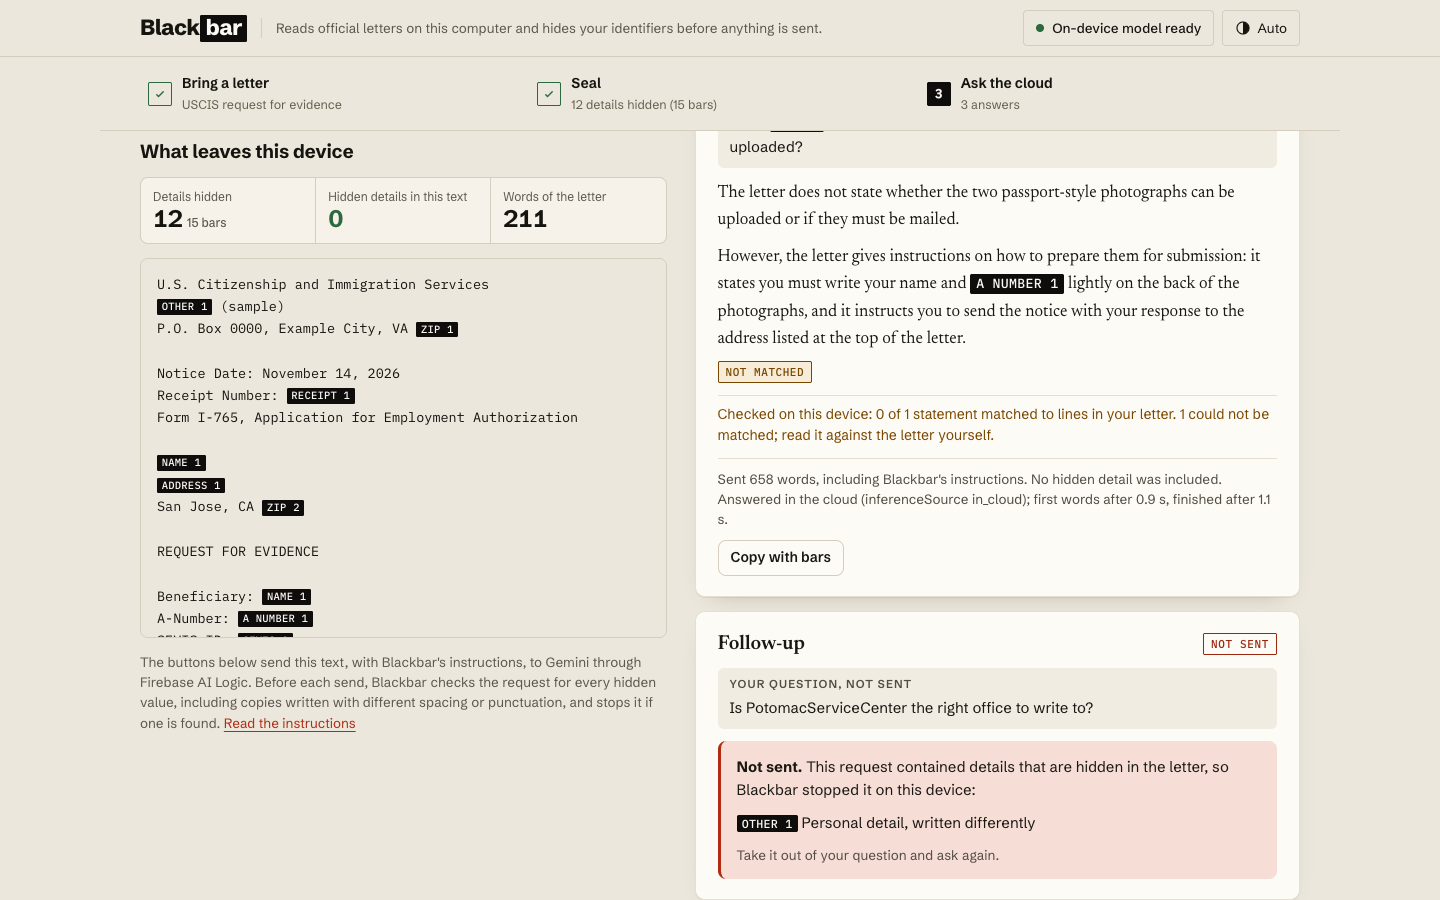 Blackbar
Reads official letters on this computer and hides your identifiers before anything is sent.
On-device model ready
Auto
Bring a letter
USCIS request for evidence
Seal
12 details hidden (15 bars)
3
Ask the cloud
3 answers
What leaves this device
Details hidden
12 15 bars
Hidden details in this text
0
Words of the letter
211
U.S. Citizenship and Immigration Services
OTHER 1 (sample)
P.O. Box 0000, Example City, VA ZIP 1
Notice Date: November 14, 2026
Receipt Number: RECEIPT 1
Form I-765, Application for Employment Authorization
NAME 1
ADDRESS 1
San Jose, CA ZIP 2
REQUEST FOR EVIDENCE
Beneficiary: NAME 1
A-Number: A NUMBER 1
The buttons below send this text, with Blackbar's instructions, to Gemini through
Firebase AI Logic. Before each send, Blackbar checks the request for every hidden
value, including copies written with different spacing or punctuation, and stops it if
one is found. Read the instructions
uploaded?
The letter does not state whether the two passport-style photographs can be
uploaded or if they must be mailed.
However, the letter gives instructions on how to prepare them for submission: it
states you must write your name and A NUMBER 1 lightly on the back of the
photographs, and it instructs you to send the notice with your response to the
address listed at the top of the letter.
NOT MATCHED
Checked on this device: 0 of 1 statement matched to lines in your letter. 1 could not be
matched; read it against the letter yourself.
Sent 658 words, including Blackbar's instructions. No hidden detail was included.
Answered in the cloud (inferenceSource in_cloud); first words after 0.9 s, finished after 1.1
s.
Copy with bars
Follow-up
NOT SENT
YOUR QUESTION, NOT SENT
Is PotomacServiceCenter the right office to write to?
Not sent. This request contained details that are hidden in the letter, so
Blackbar stopped it on this device:
OTHER 1 Personal detail, written differently
Take it out of your question and ask again.